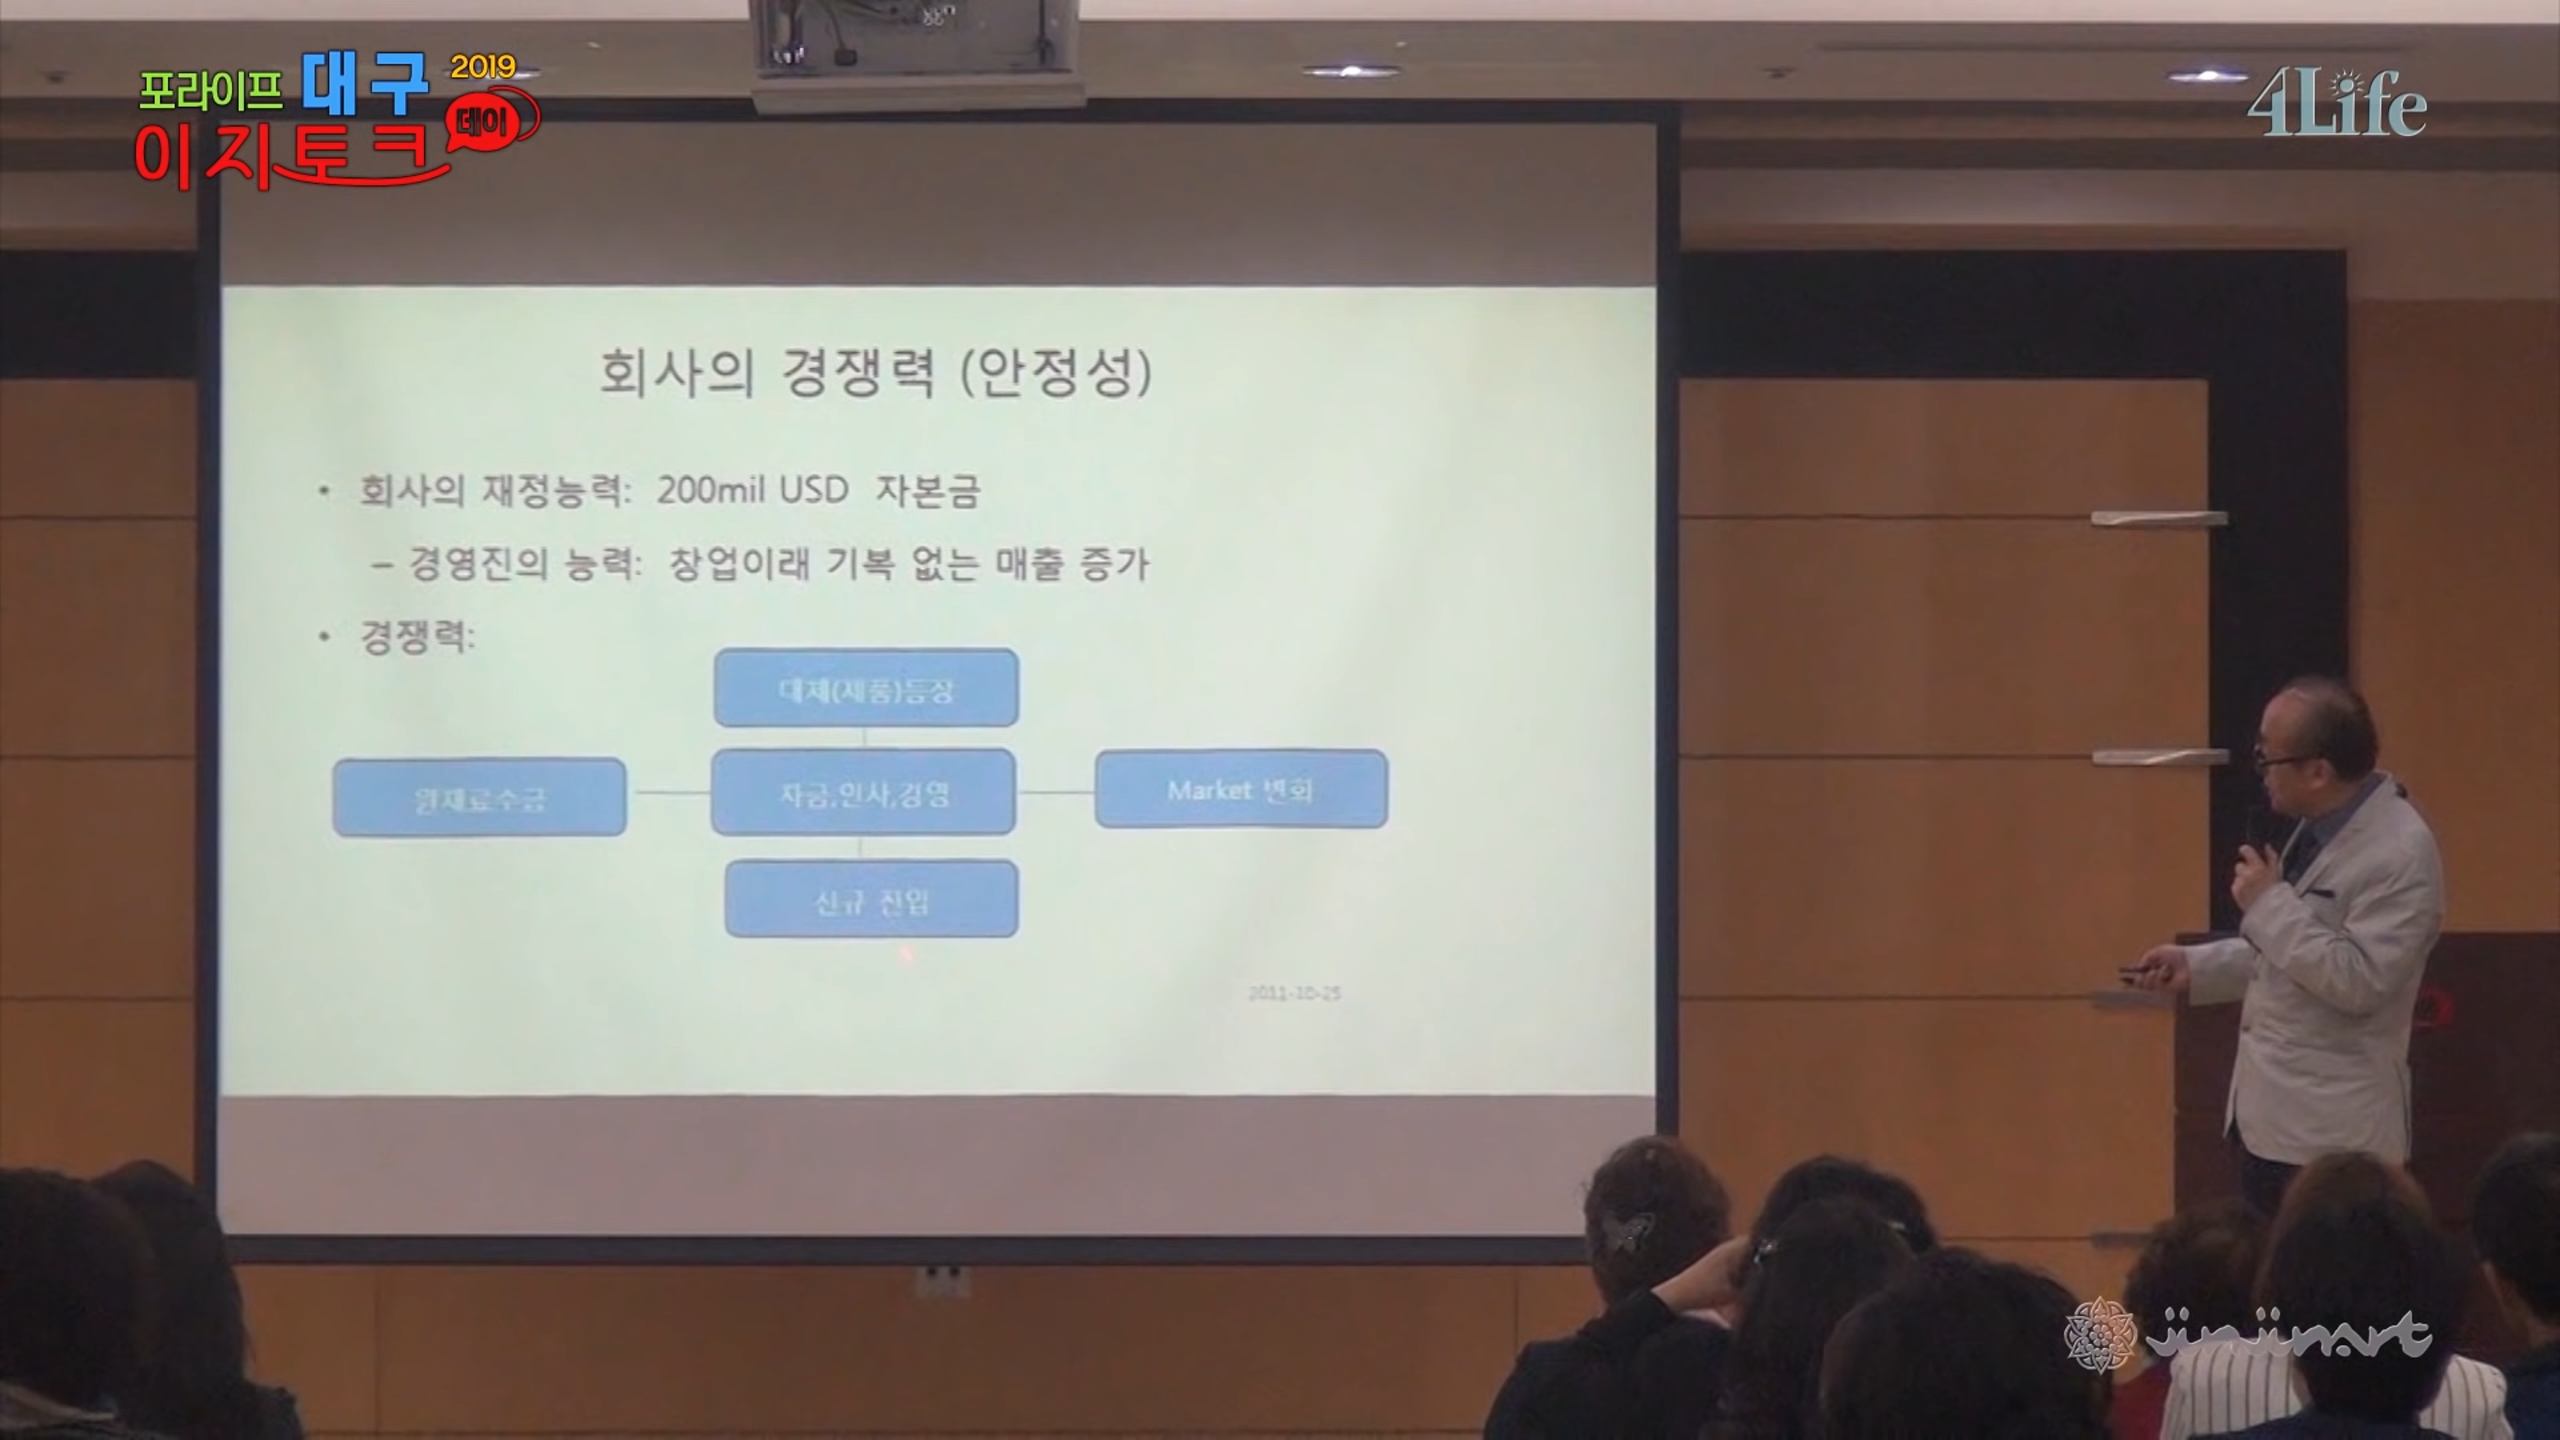 포라이프 대구 2019
이지토크 데이
4Life
회사의 경쟁력 (안정성)
• 회사의 재정능력: 200mil USD 자본금
– 경영진의 능력: 창업이래 기복 없는 매출 증가
• 경쟁력:
대체(제품)등장
원재료수급
자금,인사,경영
Market 변화
신규 진입
2011-10-25
jinjinart